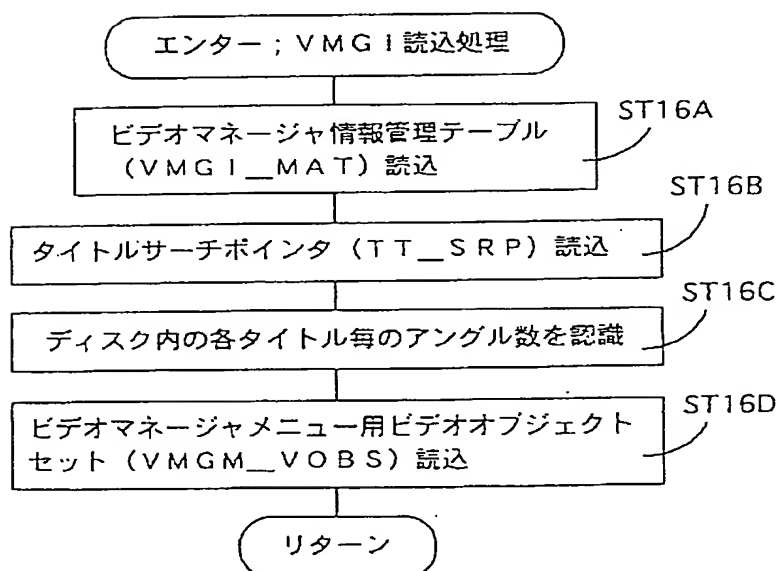 エンター；ＶＭＧＩ読込処理
ビデオマネージャ情報管理テーブル
（ＶＭＧＩ＿ＭＡＴ）読込
ST16A
タイトルサーチポインタ（ＴＴ＿ＳＲＰ）読込
ST16B
ディスク内の各タイトル毎のアングル数を認識
ST16C
ビデオマネージャメニュー用ビデオオブジェクト
セット（ＶＭＧＭ＿ＶＯＢＳ）読込
ST16D
リターン